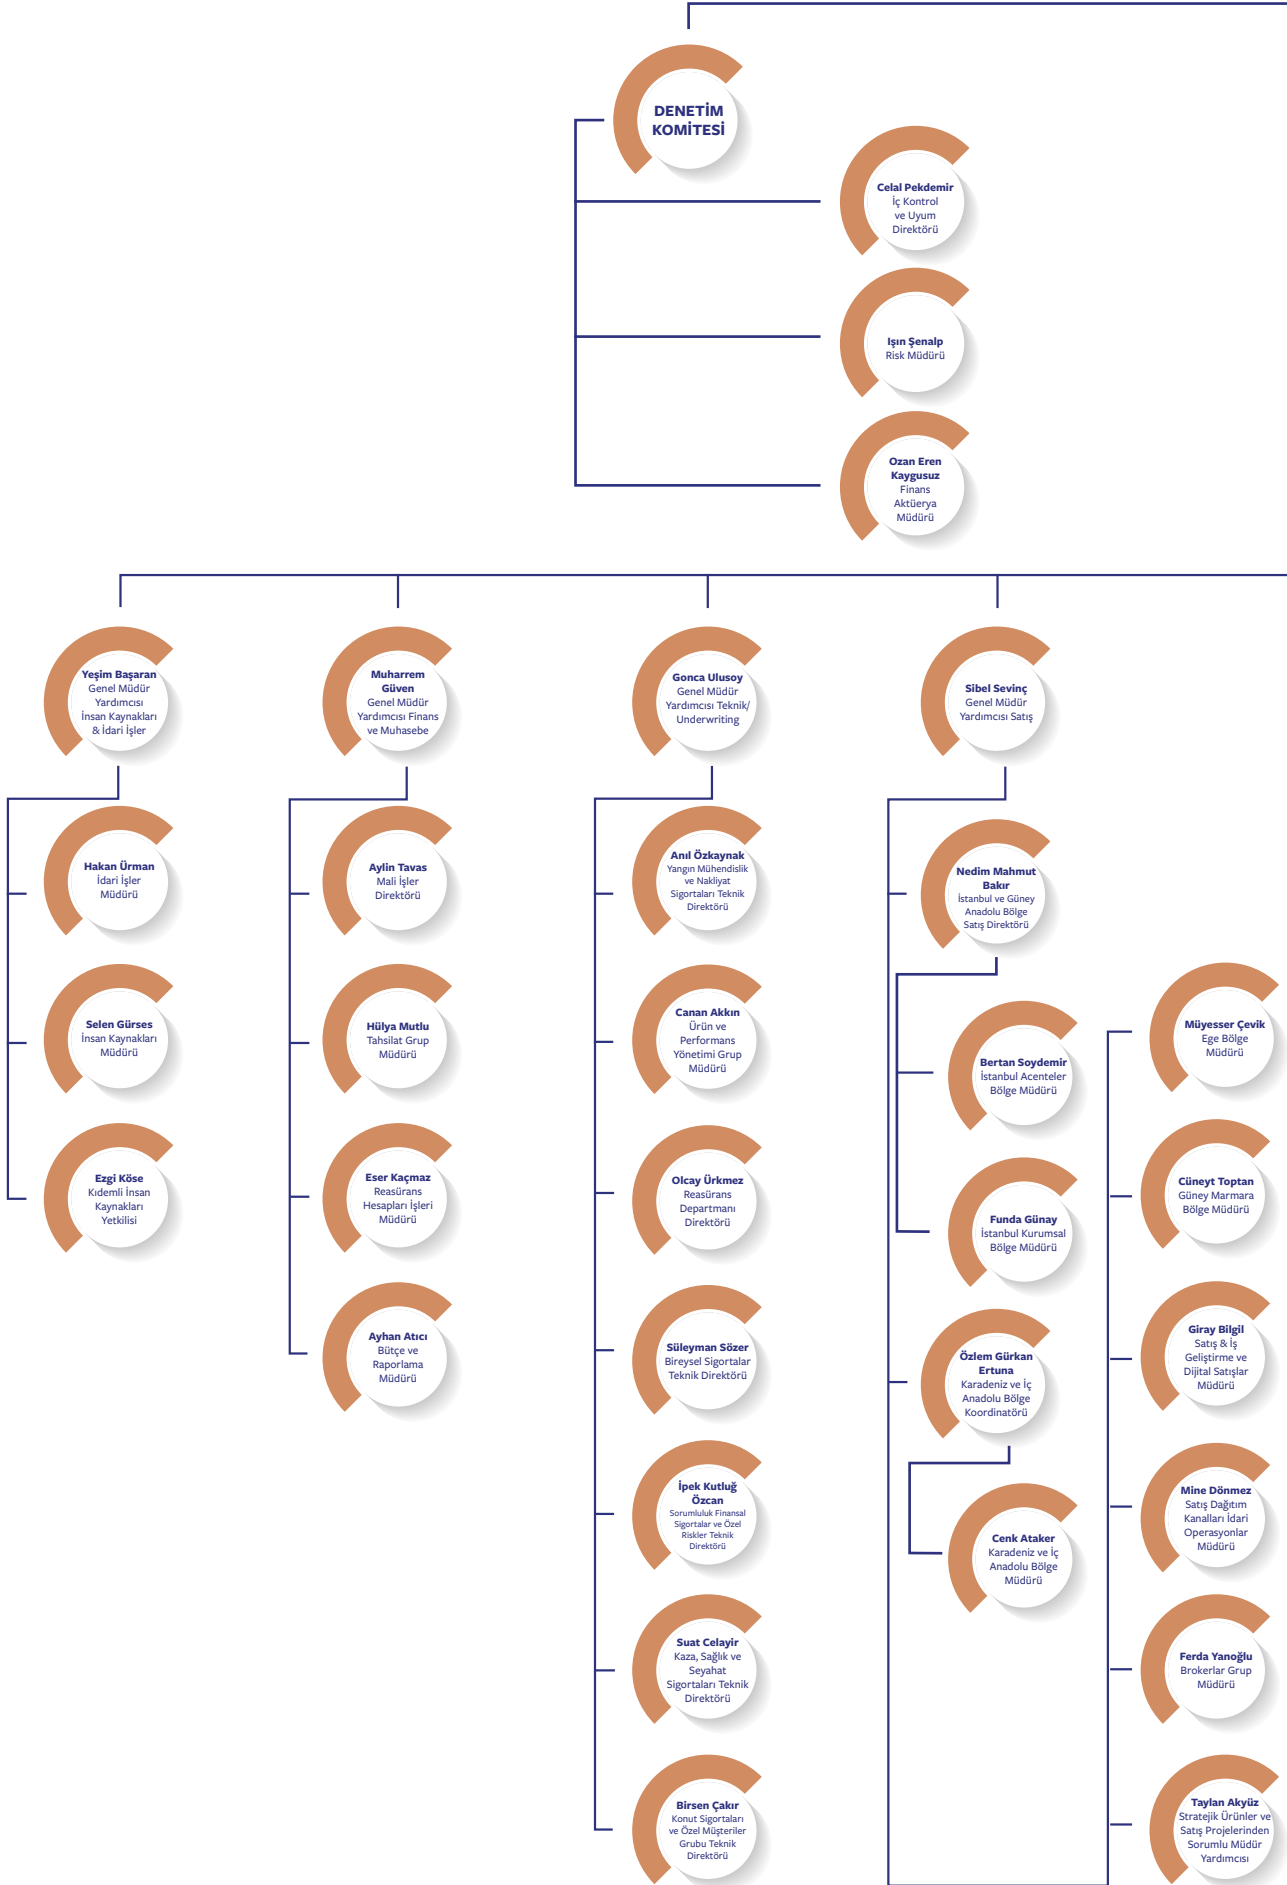 DENETİM
KOMİTESİ
Celal Pekdemir
İç Kontrol
ve Uyum
Direktörü
Işın Şenalp
Risk Müdürü
Ozan Eren
Kaygusuz
Finans
Aktüerya
Müdürü
Yeşim Başaran
Genel Müdür
Yardımcısı
İnsan Kaynakları
& İdari İşler
Hakan Ürman
İdari İşler
Müdürü
Selen Gürses
İnsan Kaynakları
Müdürü
Ezgi Köse
Kıdemli İnsan
Kaynakları
Yetkilisi
Muharrem
Güven
Genel Müdür
Yardımcısı Finans
ve Muhasebe
Aylin Tavas
Mali İşler
Direktörü
Hülya Mutlu
Tahsilat Grup
Müdürü
Eser Kaçmaz
Reasürans
Hesapları İşleri
Müdürü
Ayhan Atıcı
Bütçe ve
Raporlama
Müdürü
Gonca Ulusoy
Genel Müdür
Yardımcısı Teknik/
Underwriting
Anıl Özkaynak
Yangın Mühendislik
ve Nakliyat
Sigortaları Teknik
Direktörü
Canan Akkın
Ürün ve
Performans
Yönetimi Grup
Müdürü
Olcay Ürkmez
Reasürans
Departmanı
Direktörü
Süleyman Sözer
Bireysel Sigortalar
Teknik Direktörü
İpek Kutluğ
Özcan
Sorumluluk Finansal
Sigortalar ve Özel
Riskler Teknik
Direktörü
Suat Celayir
Kaza, Sağlık ve
Seyahat
Sigortaları Teknik
Direktörü
Birsen Çakır
Konut Sigortaları
ve Özel Müşteriler
Grubu Teknik
Direktörü
Sibel Sevinç
Genel Müdür
Yardımcısı Satış
Nedim Mahmut
Bakır
İstanbul ve Güney
Anadolu Bölge
Satış Direktörü
Bertan Soydemir
İstanbul Acenteler
Bölge Müdürü
Funda Günay
İstanbul Kurumsal
Bölge Müdürü
Özlem Gürkan
Ertuna
Karadeniz ve İç
Anadolu Bölge
Koordinatörü
Cenk Ataker
Karadeniz ve İç
Anadolu Bölge
Müdürü
Müyesser Çevik
Ege Bölge
Müdürü
Cüneyt Toptan
Güney Marmara
Bölge Müdürü
Giray Bilgil
Satış & İş
Geliştirme ve
Dijital Satışlar
Müdürü
Mine Dönmez
Satış Dağıtım
Kanalları İdari
Operasyonlar
Müdürü
Ferda Yanoğlu
Brokerlar Grup
Müdürü
Taylan Akyüz
Stratejik Ürünler ve
Satış Projelerinden
Sorumlu Müdür
Yardımcısı